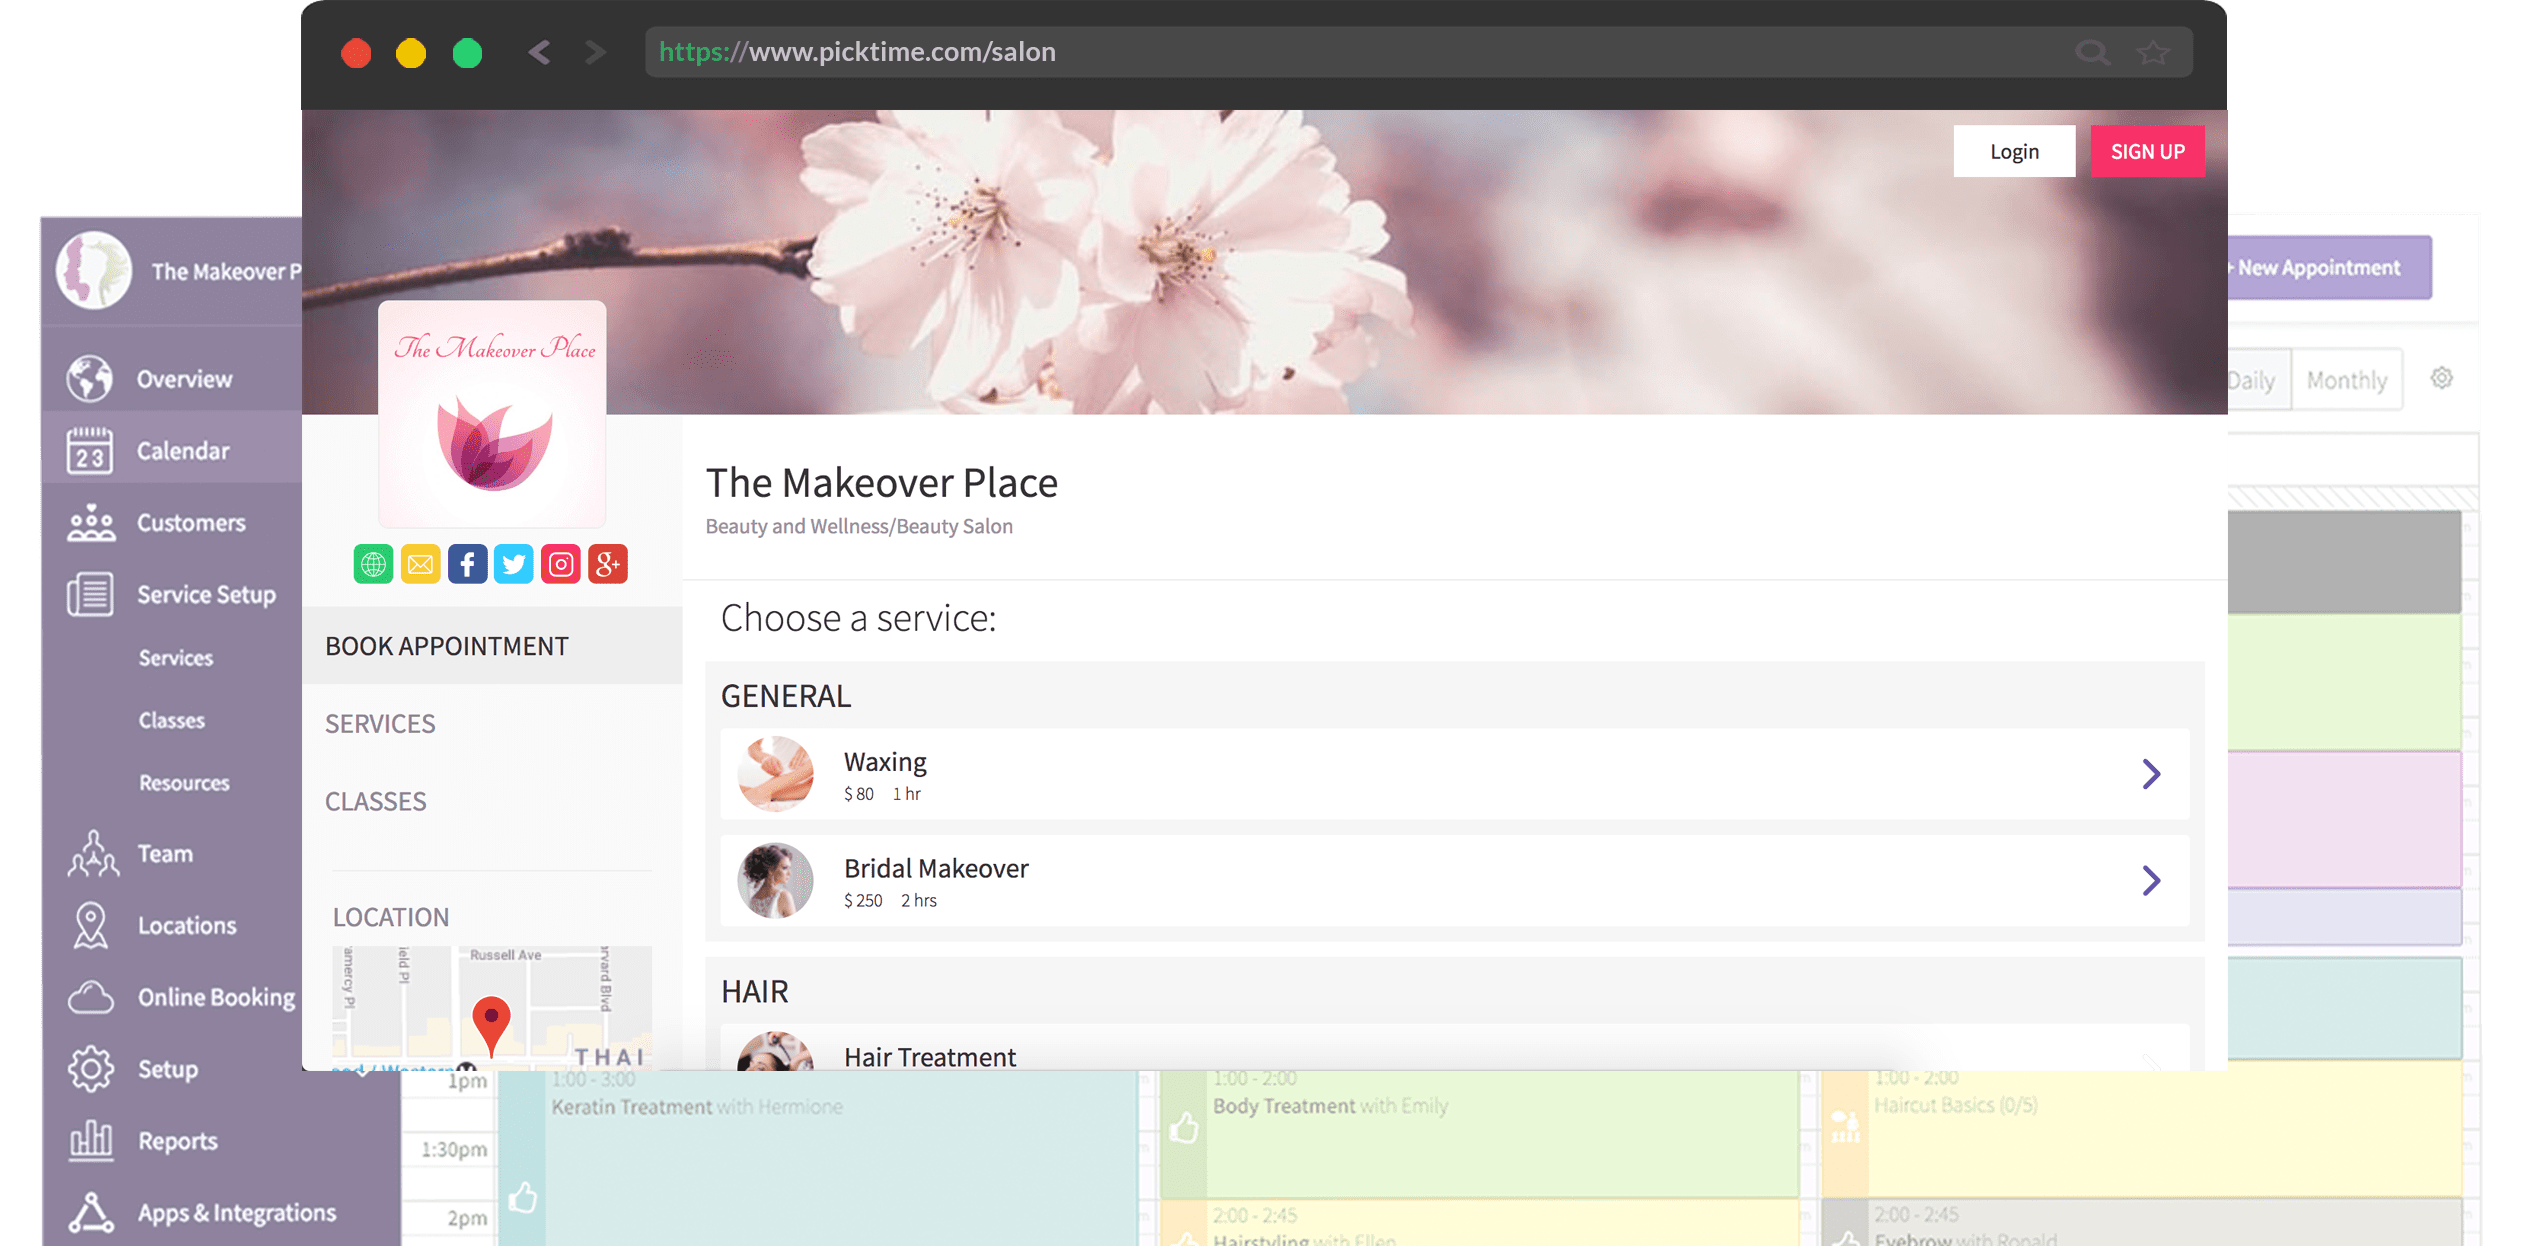 https://www.picktime.com/salon
Login
SIGN UP
The Makeover P
+ New Appointment
The Makeover Place
Overview
Daily
Monthly
23
Calendar
The Makeover Place
Beauty and Wellness/Beauty Salon
Customers
f
g+
Service Setup
Choose a service:
BOOK APPOINTMENT
Services
GENERAL
SERVICES
Classes
Waxing
$ 80 1 hr
Resources
CLASSES
Team
Bridal Makeover
$ 250 2 hrs
LOCATION
Locations
Russell Ave
HAIR
Online Booking
THAI
Hair Treatment
Setup
1pm
1:00 - 3:00
Keratin Treatment with Hermione
1:00 - 2:00
Body Treatment with Emily
1:00 - 2:00
Haircut Basics (0/5)
Reports
1:30pm
Apps & Integrations
2pm
2:00 - 2:45
Hairstyling with Ellen
2:00 - 2:45
Eyebrow with Ronald